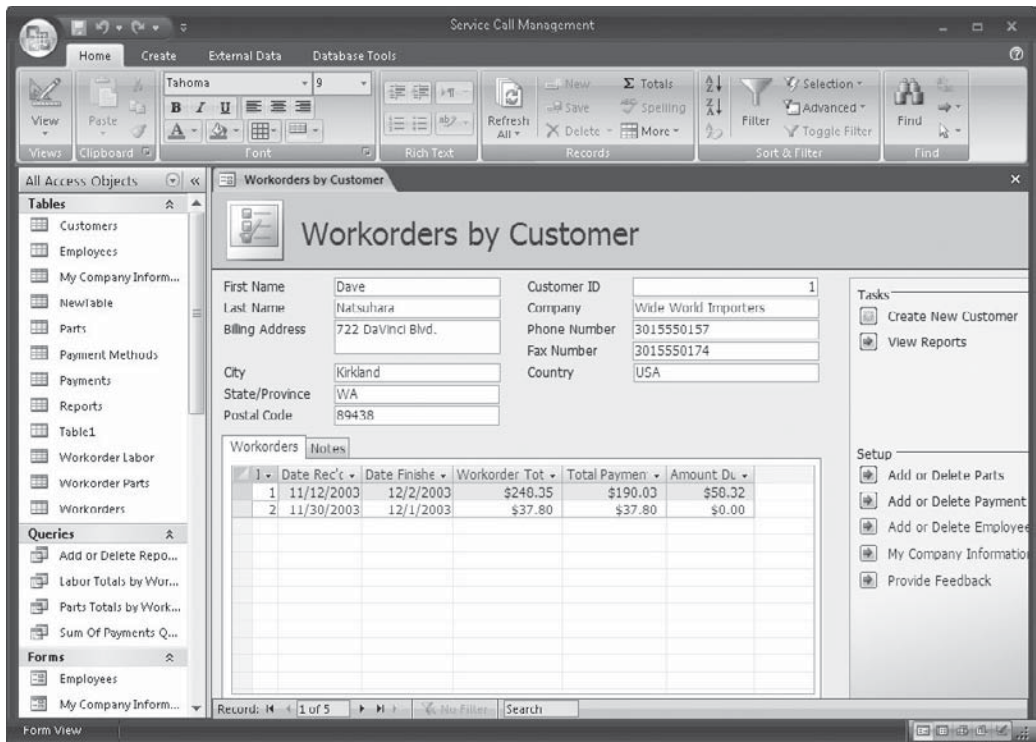 Service Call Management
Home Create External Data Database Tools
Tahoma 9
View Paste B I U Refresh All New Save Delete Totals Spelling More Filter Selection Advanced Toggle Filter Find
Views Clipboard Font Rich Text Records Sort & Filter Find
All Access Objects
Tables
Customers
Employees
My Company Inform...
NewTable
Parts
Payment Methods
Payments
Reports
Table1
Workorder Labor
Workorder Parts
Workorders
Queries
Add or Delete Repo...
Labor Totals by Wor...
Parts Totals by Work...
Sum Of Payments Q...
Forms
Employees
My Company Inform...
Workorders by Customer
Workorders by Customer
First Name Dave
Last Name Natsuhara
Billing Address 722 DaVinci Blvd.
City Kirkland
State/Province WA
Postal Code 89438
Customer ID 1
Company Wide World Importers
Phone Number 3015550157
Fax Number 3015550174
Country USA
Workorders Notes
Date Rec'd Date Finishe Workorder Tot Total Paymen Amount Du
1 11/12/2003 12/2/2003 $248.35 $190.03 $58.32
2 11/30/2003 12/1/2003 $37.80 $37.80 $0.00
Tasks
Create New Customer
View Reports
Setup
Add or Delete Parts
Add or Delete Payment
Add or Delete Employee
My Company Informatio
Provide Feedback
Record: 1 of 5 No Filter Search
Form View